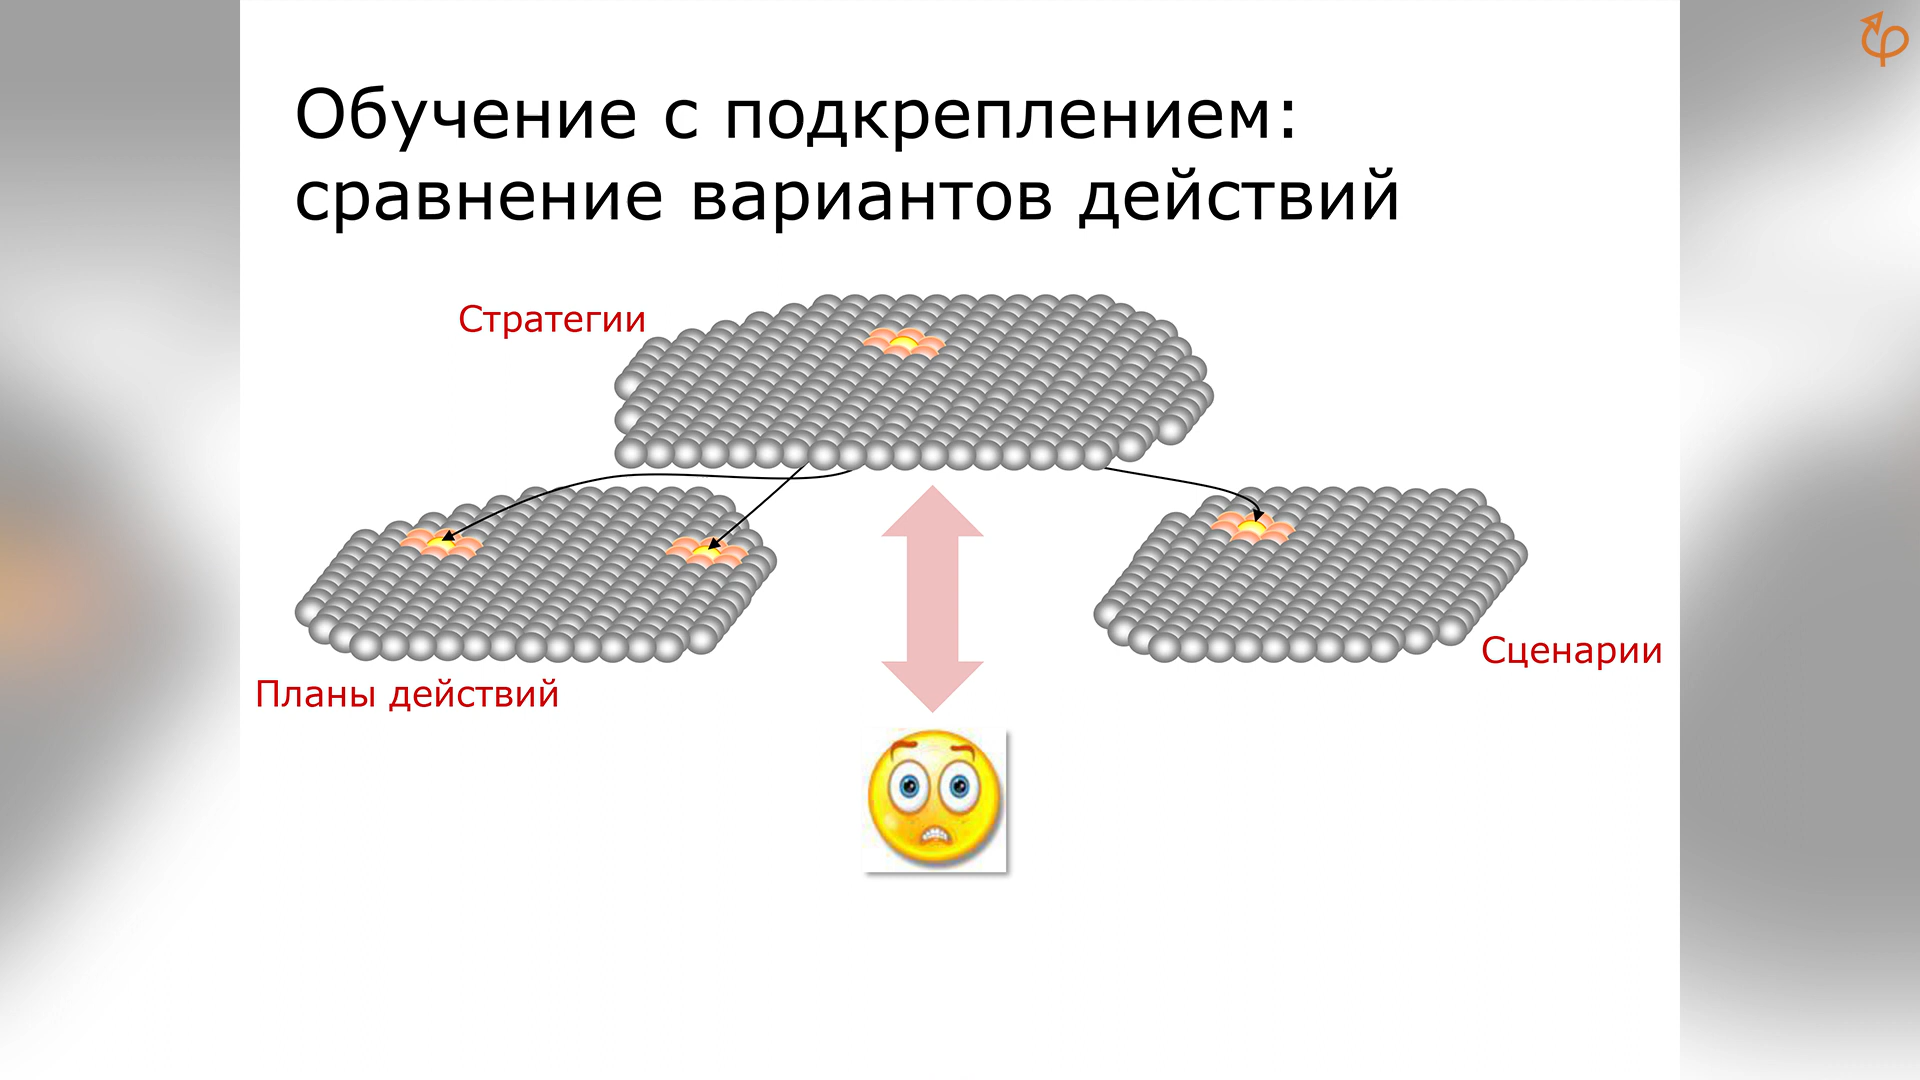 Обучение с подкреплением:
сравнение вариантов действий
Стратегии
Сценарии
Планы действий